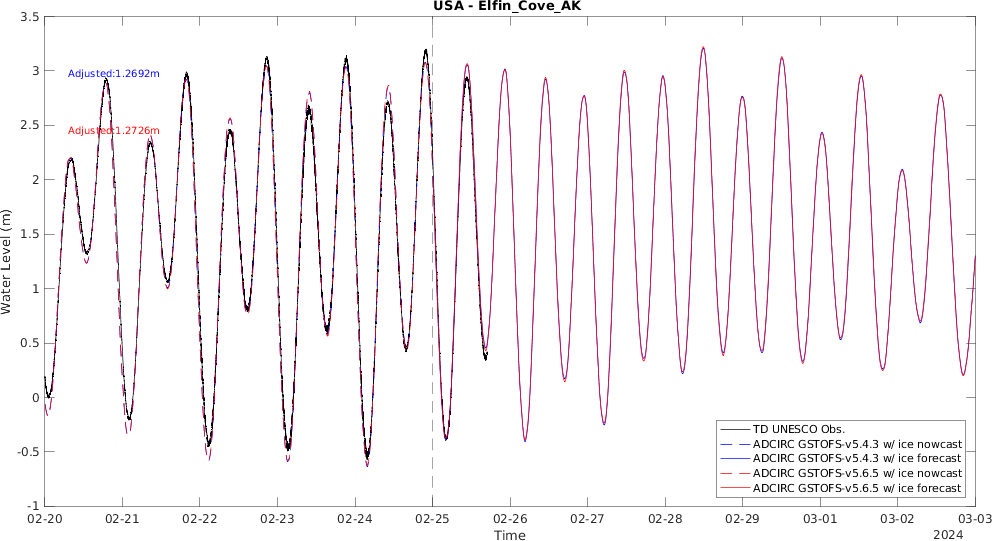 USA - Elfin_Cove_AK
3.5
3
2.5
2
1.5
1
0.5
0
-0.5
-1
Water Level (m)
Adjusted:1.2692m
Adjusted:1.2726m
TD UNESCO Obs.
ADCIRC GSTOFS-v5.4.3 w/ ice nowcast
ADCIRC GSTOFS-v5.4.3 w/ ice forecast
ADCIRC GSTOFS-v5.6.5 w/ ice nowcast
ADCIRC GSTOFS-v5.6.5 w/ ice forecast
02-20 02-21 02-22 02-23 02-24 02-25 02-26 02-27 02-28 02-29 03-01 03-02 03-03
Time
2024